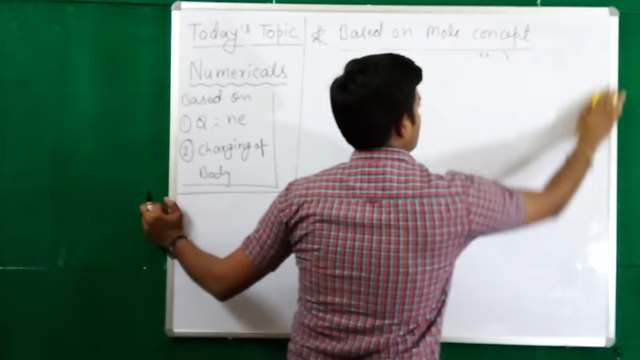 Today's Topic
Numericals
Based on
① Q = ne
② Charging of
Body
* Based on Mole concept